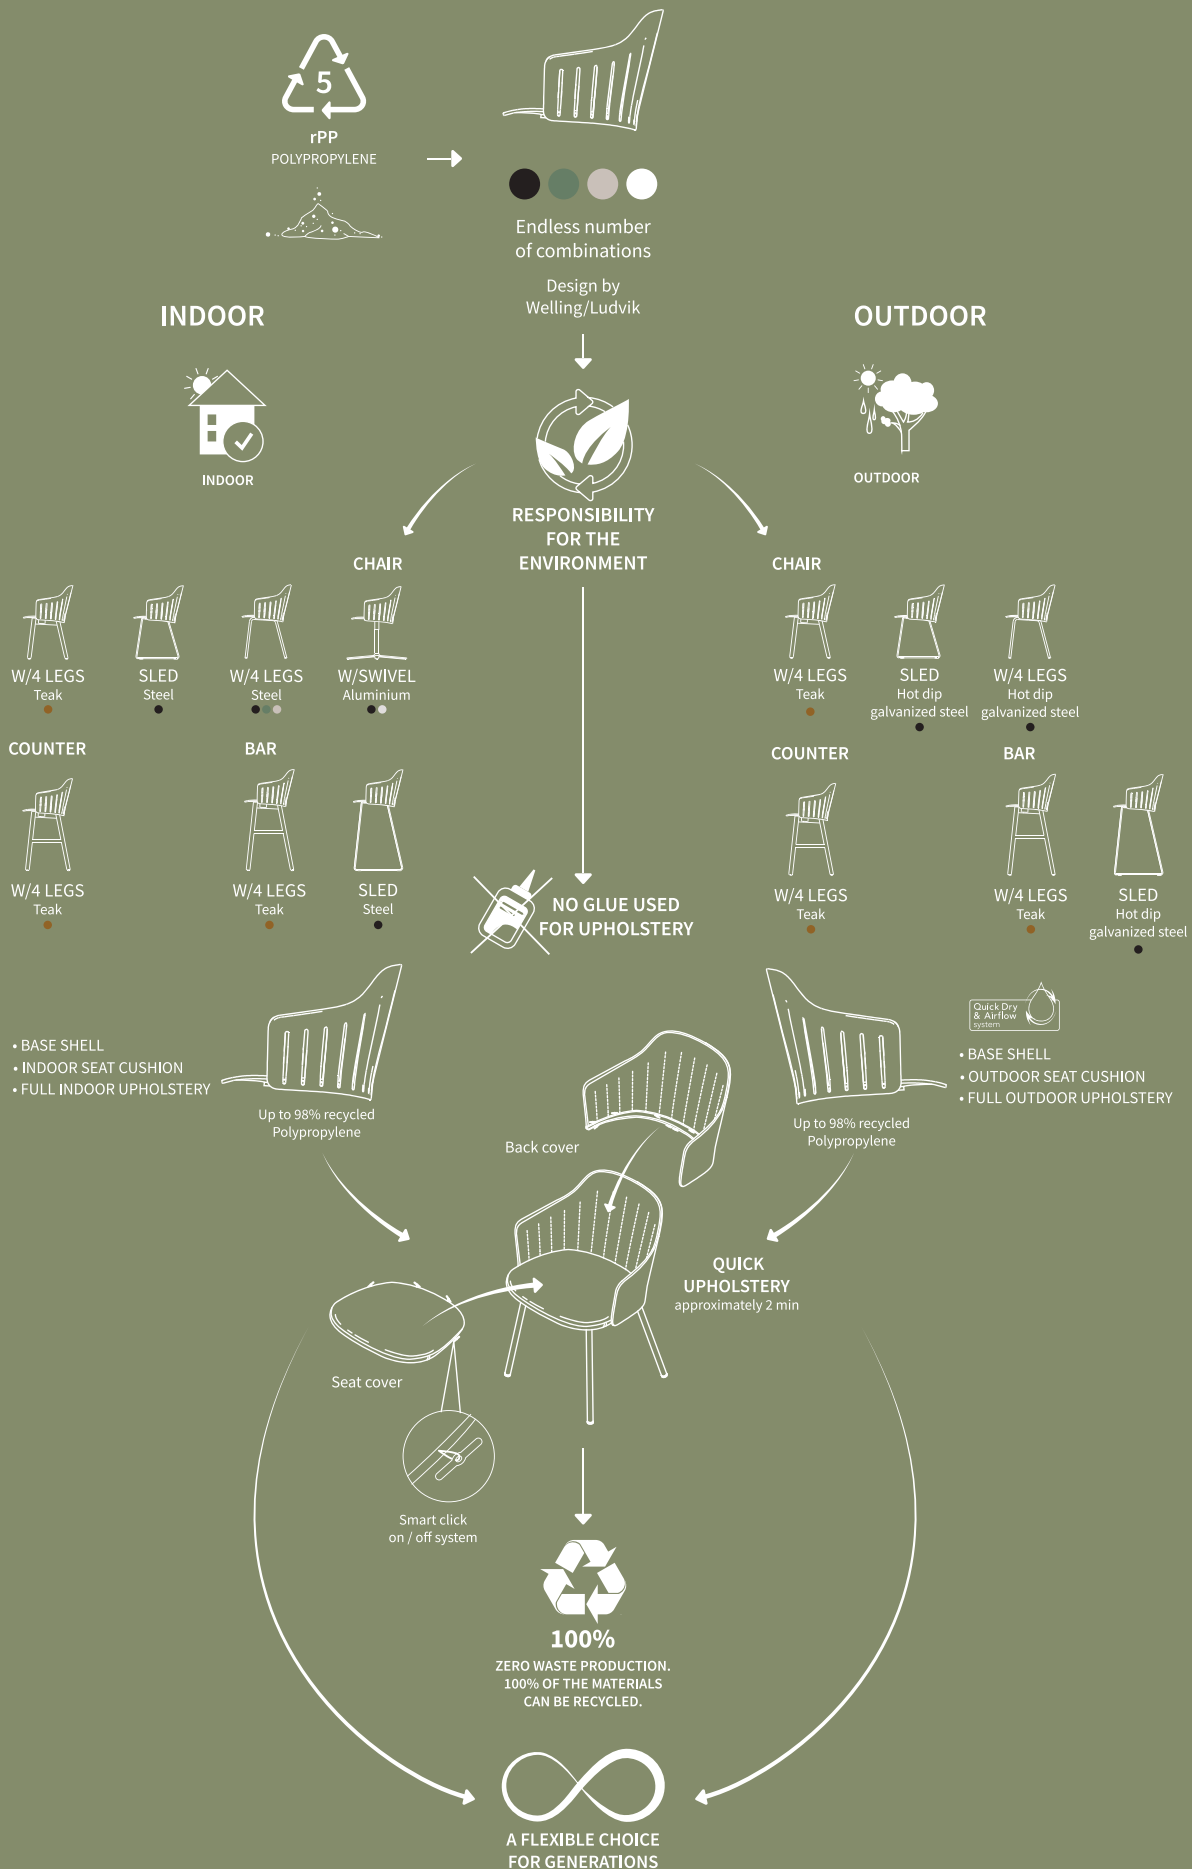 5
rPP
POLYPROPYLENE
Endless number
of combinations
Design by
Welling/Ludvik
INDOOR
INDOOR
OUTDOOR
OUTDOOR
RESPONSIBILITY
FOR THE
ENVIRONMENT
CHAIR
W/4 LEGS
Teak
SLED
Steel
W/4 LEGS
Steel
W/SWIVEL
Aluminium
COUNTER
W/4 LEGS
Teak
BAR
W/4 LEGS
Teak
SLED
Steel
CHAIR
W/4 LEGS
Teak
SLED
Hot dip
galvanized steel
W/4 LEGS
Hot dip
galvanized steel
COUNTER
W/4 LEGS
Teak
BAR
W/4 LEGS
Teak
SLED
Hot dip
galvanized steel
NO GLUE USED
FOR UPHOLSTERY
• BASE SHELL
• INDOOR SEAT CUSHION
• FULL INDOOR UPHOLSTERY
Up to 98% recycled
Polypropylene
Quick Dry
& Airflow
system
• BASE SHELL
• OUTDOOR SEAT CUSHION
• FULL OUTDOOR UPHOLSTERY
Up to 98% recycled
Polypropylene
Back cover
QUICK
UPHOLSTERY
approximately 2 min
Seat cover
Smart click
on / off system
100%
ZERO WASTE PRODUCTION.
100% OF THE MATERIALS
CAN BE RECYCLED.
A FLEXIBLE CHOICE
FOR GENERATIONS